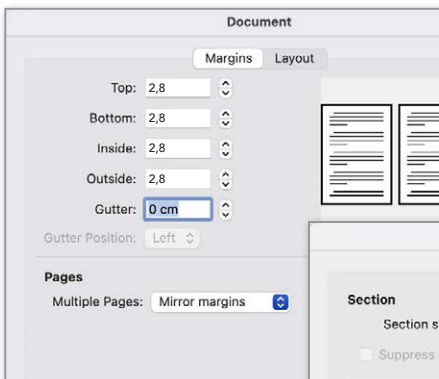 Document
Margins Layout
Top: 2,8
Bottom: 2,8
Inside: 2,8
Outside: 2,8
Gutter: 0 cm
Gutter Position: Left
Pages
Multiple Pages: Mirror margins
Section
Section s
Suppress